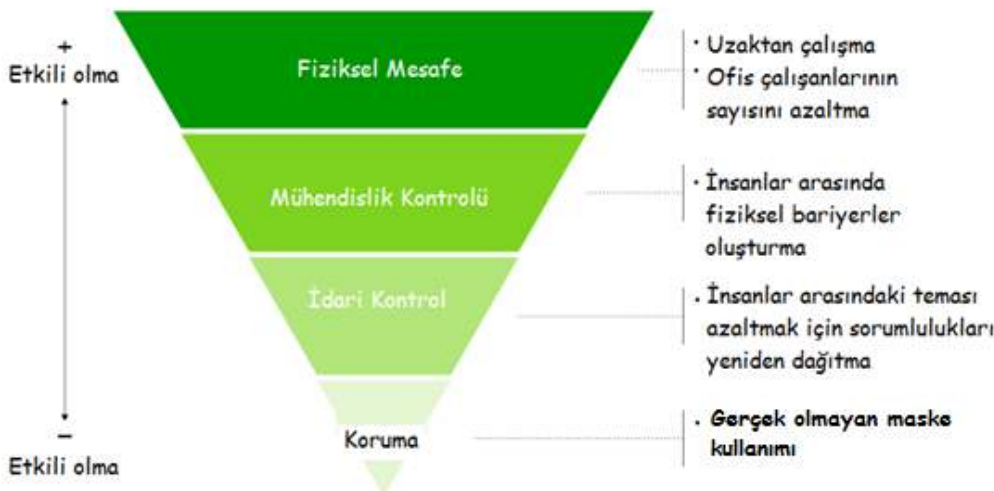 +
Etkili olma
Fiziksel Mesafe
• Uzaktan çalışma
• Ofis çalışanlarının
sayısını azaltma
Mühendislik Kontrolü
• İnsanlar arasında
fiziksel bariyerler
oluşturma
İdari Kontrol
• İnsanlar arasındaki teması
azaltmak için sorumlulukları
yeniden dağıtma
Koruma
• Gerçek olmayan maske
kullanımı
–
Etkili olma